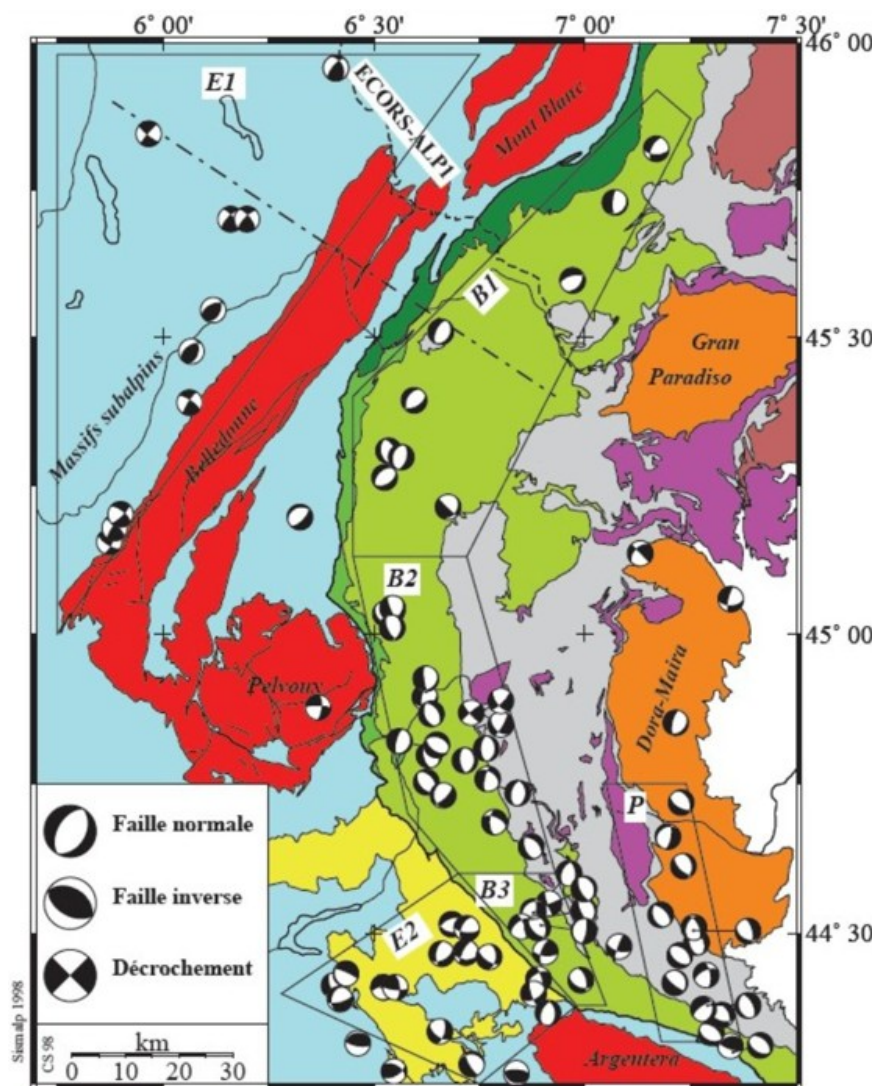 6° 00' 6° 30' 7° 00' 7° 30'
46° 00'
E1
ECORS-ALP1
Mont Blanc
B1
45° 30'
Gran
Paradiso
Massifs subalpins
Belledonne
B2
45° 00'
Pelvoux
Dora-Maira
P
Faille normale
Faille inverse
B3
E2
44° 30'
Décrochement
Sismalp 1998
CS 98
km
0 10 20 30
Argentera